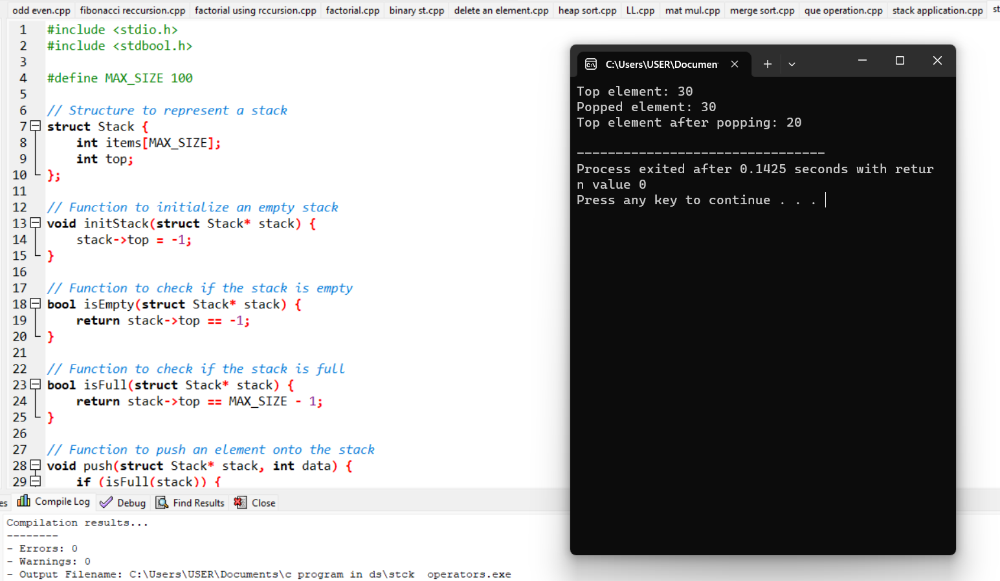 odd even.cpp fibonacci reccursion.cpp factorial using rccursion.cpp factorial.cpp binary st.cpp delete an element.cpp heap sort.cpp LL.cpp mat mul.cpp merge sort.cpp que operation.cpp stack application.cpp st
1 #include <stdio.h>
2 #include <stdbool.h>
3
4 #define MAX_SIZE 100
5
6 // Structure to represent a stack
7 struct Stack {
8 int items[MAX_SIZE];
9 int top;
10 };
11
12 // Function to initialize an empty stack
13 void initStack(struct Stack* stack) {
14 stack->top = -1;
15 }
16
17 // Function to check if the stack is empty
18 bool isEmpty(struct Stack* stack) {
19 return stack->top == -1;
20 }
21
22 // Function to check if the stack is full
23 bool isFull(struct Stack* stack) {
24 return stack->top == MAX_SIZE - 1;
25 }
26
27 // Function to push an element onto the stack
28 void push(struct Stack* stack, int data) {
29 if (isFull(stack)) {
C:\Users\USER\Documen
Top element: 30
Popped element: 30
Top element after popping: 20
--------------------------------
Process exited after 0.1425 seconds with retur
n value 0
Press any key to continue . . .
es Compile Log Debug Find Results Close
Compilation results...
--------
- Errors: 0
- Warnings: 0
- Output Filename: C:\Users\USER\Documents\c program in ds\stck  operators.exe